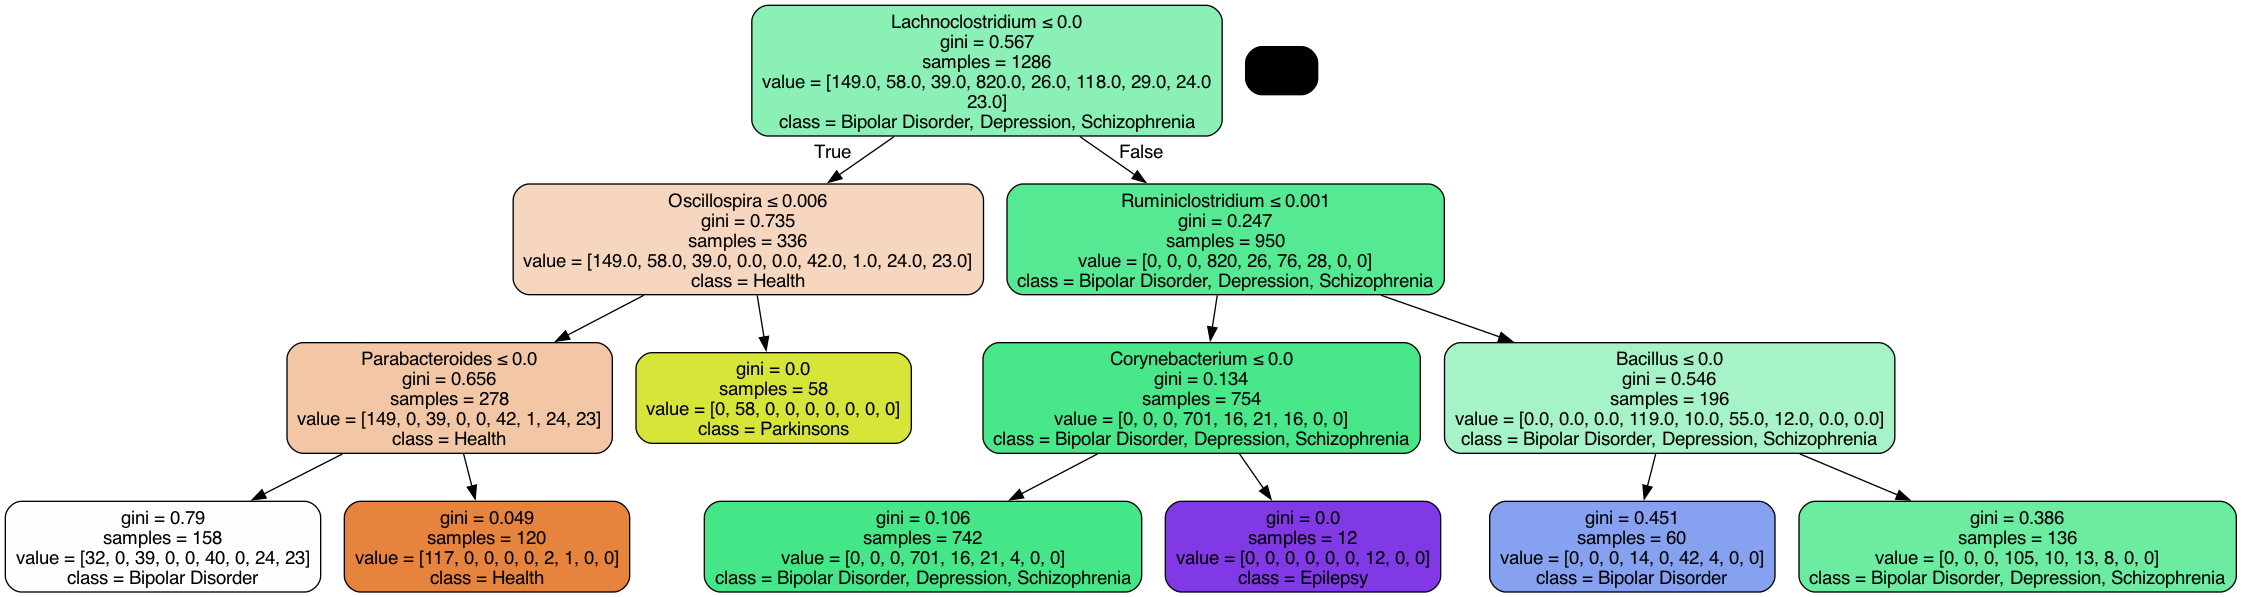 Lachnoclostridium ≤ 0.0
gini = 0.567
samples = 1286
value = [149.0, 58.0, 39.0, 820.0, 26.0, 118.0, 29.0, 24.0
23.0]
class = Bipolar Disorder, Depression, Schizophrenia
True
False
Oscillospira ≤ 0.006
gini = 0.735
samples = 336
value = [149.0, 58.0, 39.0, 0.0, 0.0, 42.0, 1.0, 24.0, 23.0]
class = Health
Ruminiclostridium ≤ 0.001
gini = 0.247
samples = 950
value = [0, 0, 0, 820, 26, 76, 28, 0, 0]
class = Bipolar Disorder, Depression, Schizophrenia
Parabacteroides ≤ 0.0
gini = 0.656
samples = 278
value = [149, 0, 39, 0, 0, 42, 1, 24, 23]
class = Health
gini = 0.0
samples = 58
value = [0, 58, 0, 0, 0, 0, 0, 0, 0]
class = Parkinsons
Corynebacterium ≤ 0.0
gini = 0.134
samples = 754
value = [0, 0, 0, 701, 16, 21, 16, 0, 0]
class = Bipolar Disorder, Depression, Schizophrenia
Bacillus ≤ 0.0
gini = 0.546
samples = 196
value = [0.0, 0.0, 0.0, 119.0, 10.0, 55.0, 12.0, 0.0, 0.0]
class = Bipolar Disorder, Depression, Schizophrenia
gini = 0.79
samples = 158
value = [32, 0, 39, 0, 0, 40, 0, 24, 23]
class = Bipolar Disorder
gini = 0.049
samples = 120
value = [117, 0, 0, 0, 0, 2, 1, 0, 0]
class = Health
gini = 0.106
samples = 742
value = [0, 0, 0, 701, 16, 21, 4, 0, 0]
class = Bipolar Disorder, Depression, Schizophrenia
gini = 0.0
samples = 12
value = [0, 0, 0, 0, 0, 0, 12, 0, 0]
class = Epilepsy
gini = 0.451
samples = 60
value = [0, 0, 0, 14, 0, 42, 4, 0, 0]
class = Bipolar Disorder
gini = 0.386
samples = 136
value = [0, 0, 0, 105, 10, 13, 8, 0, 0]
class = Bipolar Disorder, Depression, Schizophrenia